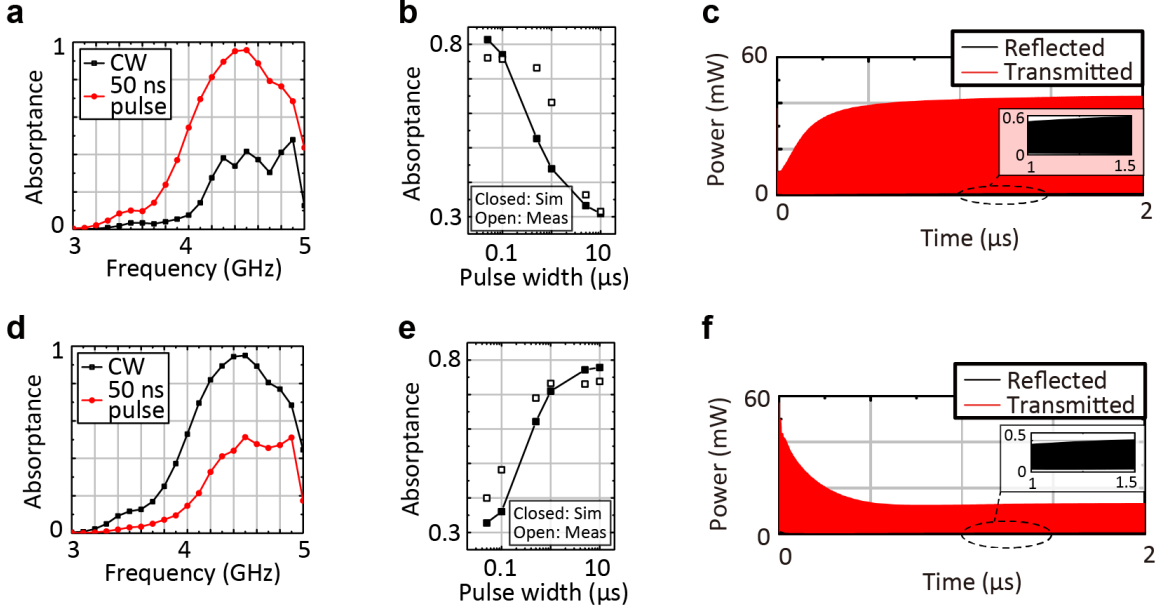 a
1
Absorptance
0
CW
50 ns
pulse
3
4
5
Frequency (GHz)
b
0.8
Absorptance
0.3
Closed: Sim
Open: Meas
0.1
10
Pulse width (μs)
c
60
Power (mW)
0
Reflected
Transmitted
0.6
0
1
1.5
0
2
Time (μs)
d
1
Absorptance
0
CW
50 ns
pulse
3
4
5
Frequency (GHz)
e
0.8
Absorptance
0.3
Closed: Sim
Open: Meas
0.1
10
Pulse width (μs)
f
60
Power (mW)
0
Reflected
Transmitted
0.5
0
1
1.5
0
2
Time (μs)